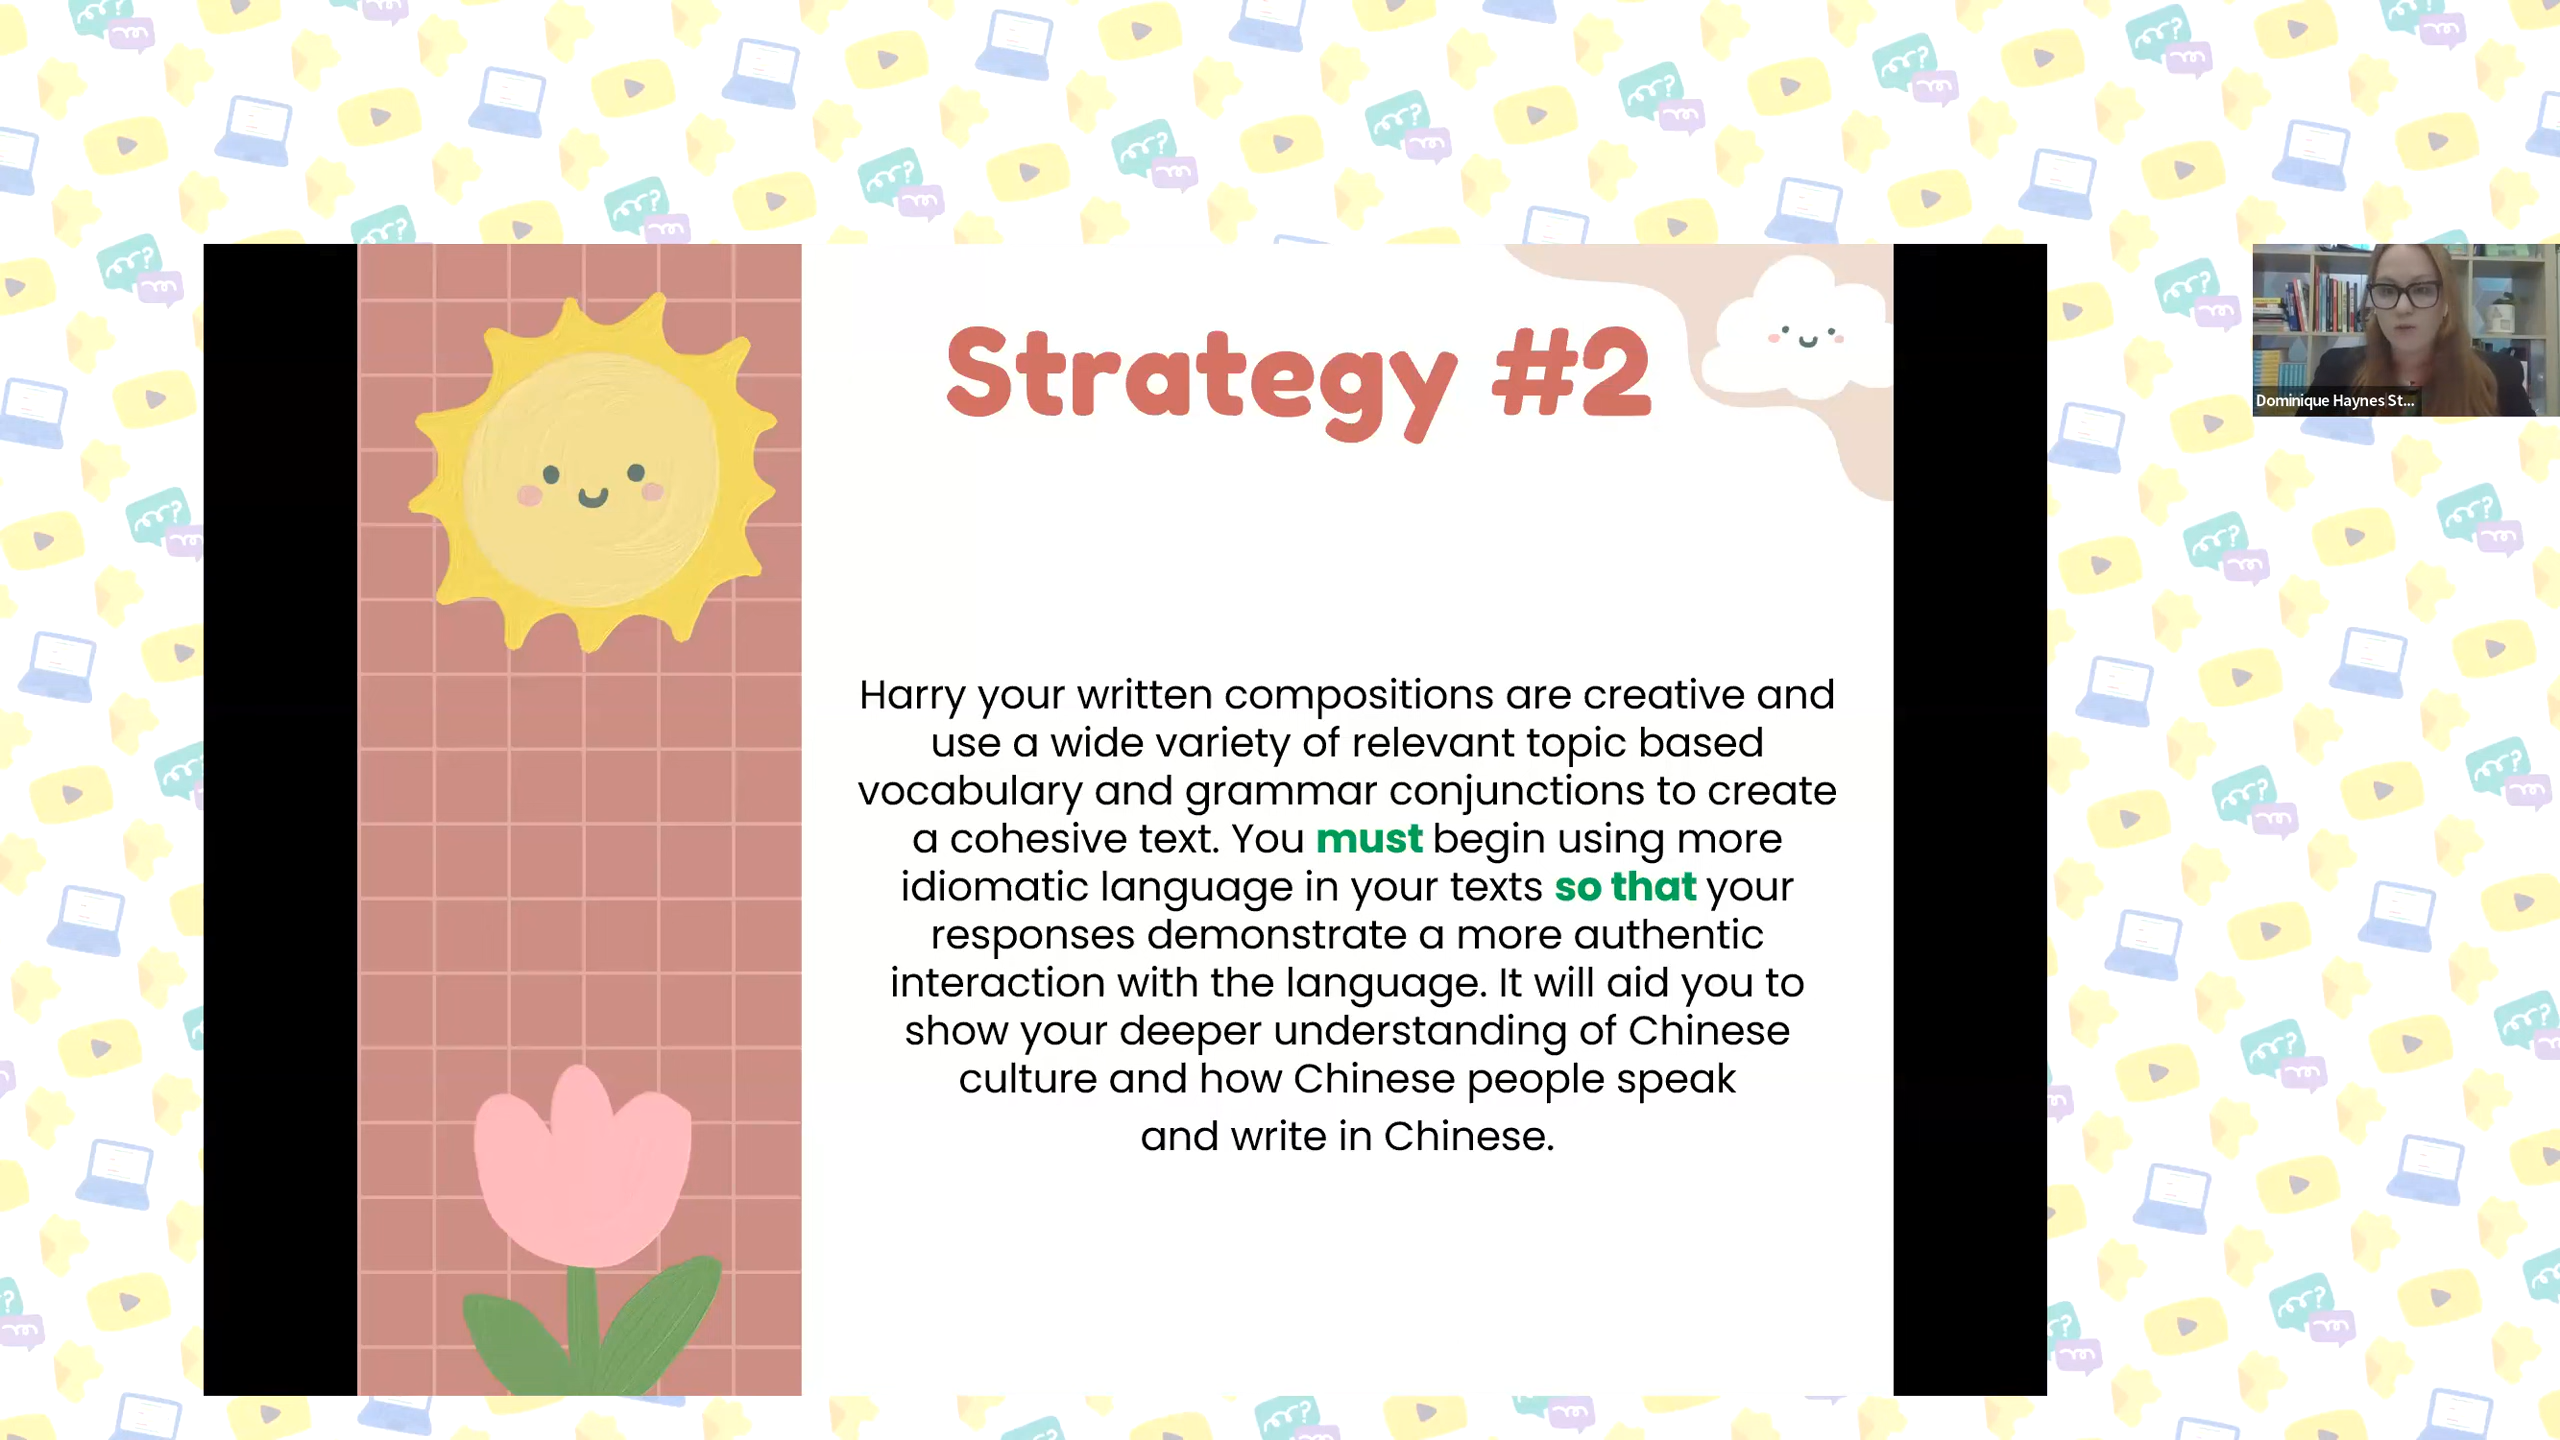 Strategy #2
Dominique Haynes St...
Harry your written compositions are creative and
use a wide variety of relevant topic based
vocabulary and grammar conjunctions to create
a cohesive text. You must begin using more
idiomatic language in your texts so that your
responses demonstrate a more authentic
interaction with the language. It will aid you to
show your deeper understanding of Chinese
culture and how Chinese people speak
and write in Chinese.